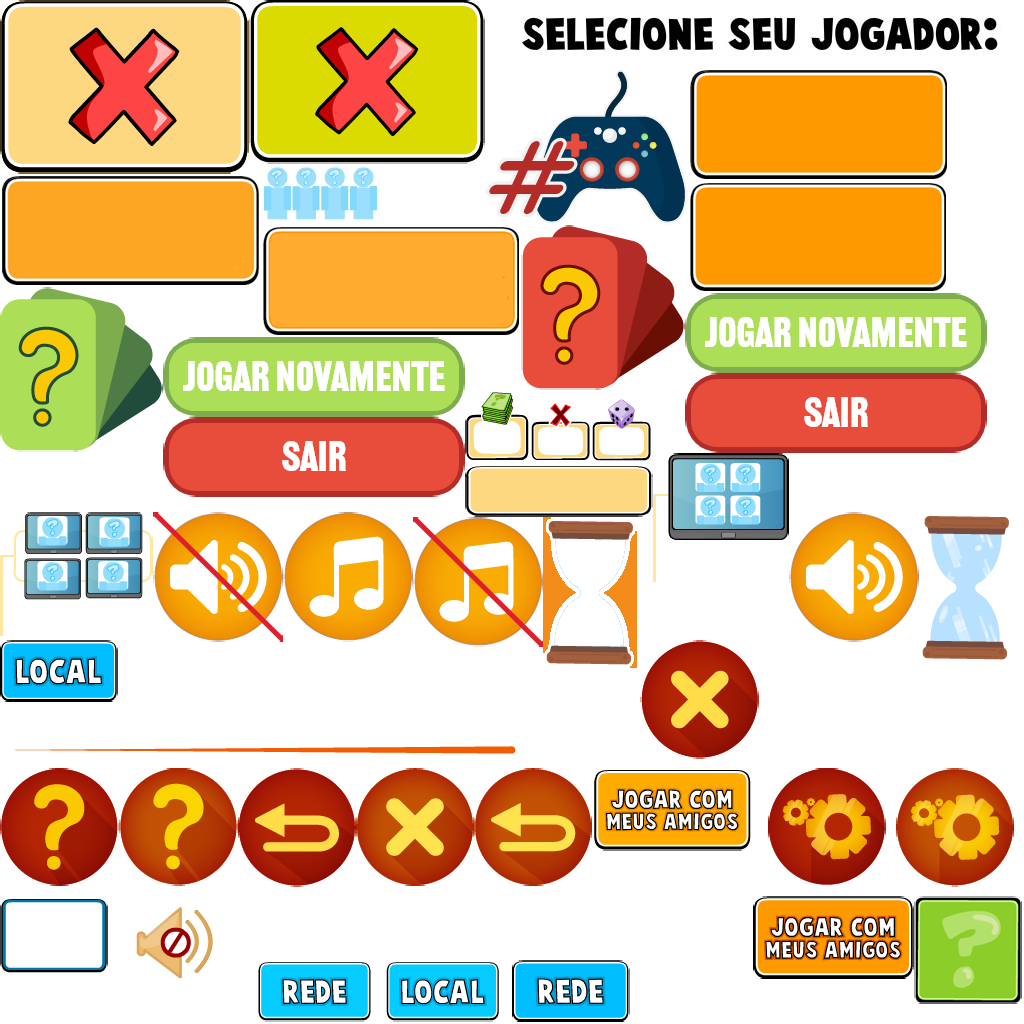 SELECIONE SEU JOGADOR:
#
?
?
JOGAR NOVAMENTE
SAIR
JOGAR NOVAMENTE
SAIR
LOCAL
?
?
JOGAR COM
MEUS AMIGOS
JOGAR COM
MEUS AMIGOS
?
REDE
LOCAL
REDE